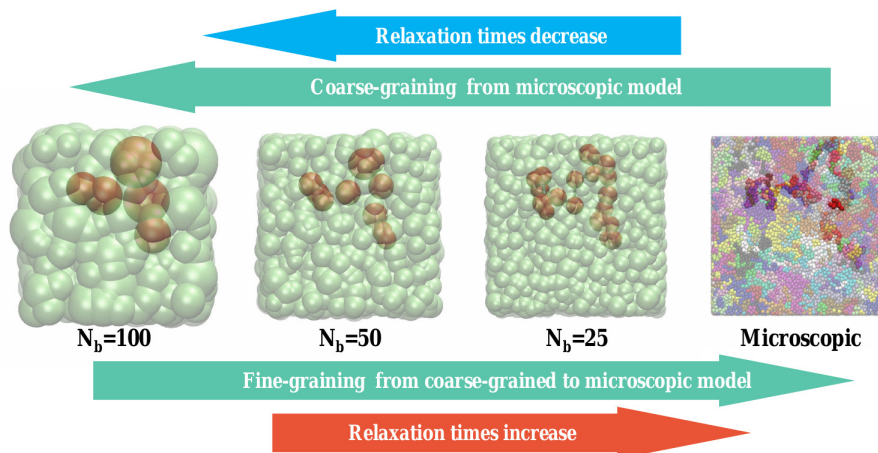 Relaxation times decrease
Coarse-graining from microscopic model
N_b=100
N_b=50
N_b=25
Microscopic
Fine-graining from coarse-grained to microscopic model
Relaxation times increase